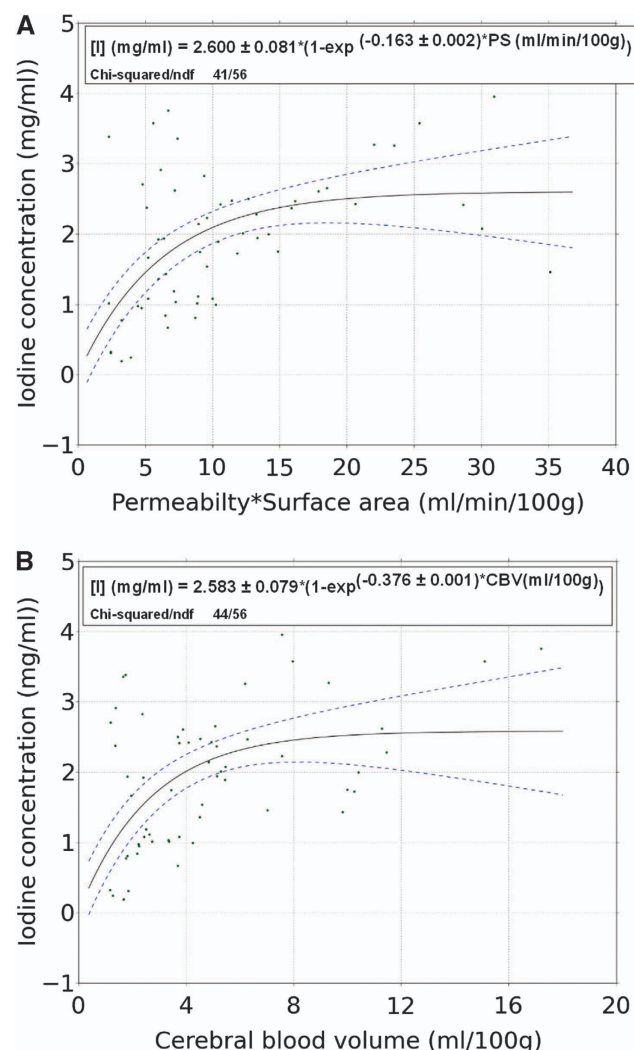 A
[I] (mg/ml) = 2.600 ± 0.081*(1-exp (-0.163 ± 0.002)*PS (ml/min/100g))
Chi-squared/ndf 41/56
Iodine concentration (mg/ml))
5
4
3
2
1
0
−1
0 5 10 15 20 25 30 35 40
Permeabilty*Surface area (ml/min/100g)
B
[I] (mg/ml) = 2.583 ± 0.079*(1-exp(-0.376 ± 0.001)*CBV(ml/100g))
Chi-squared/ndf 44/56
Iodine concentration (mg/ml))
5
4
3
2
1
0
−1
0 4 8 12 16 20
Cerebral blood volume (ml/100g)